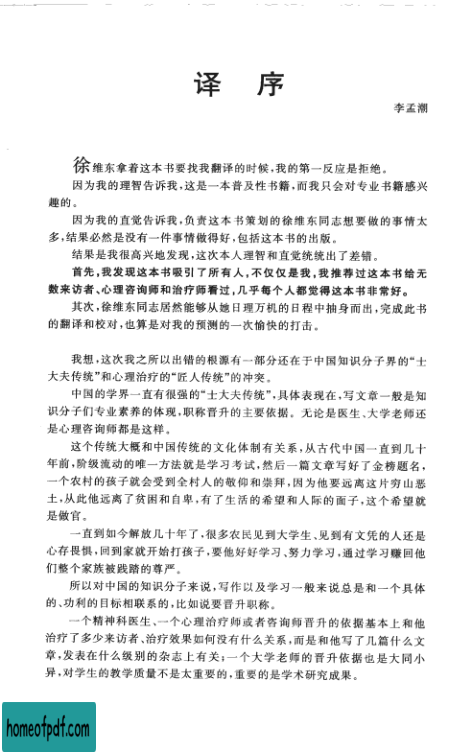 译 序
李孟潮
徐维东拿着这本书要找我翻译的时候,我的第一反应是拒绝。
因为我的理智告诉我,这是一本普及性书籍,而我只会对专业书籍感兴
趣的。
因为我的直觉告诉我,负责这本书策划的徐维东同志想要做的事情太
多,结果必然是没有一件事情做得好,包括这本书的出版。
结果是我很高兴地发现,这次本人理智和直觉统统出了差错。
首先,我发现这本书吸引了所有人,不仅仅是我,我推荐过这本书给无
数来访者、心理咨询师和治疗师看过,几乎每个人都觉得这本书非常好。
其次,徐维东同志居然能够从她日理万机的日程中抽身而出,完成此书
的翻译和校对,也算是对我的预测的一次愉快的打击。
我想,这次我之所以出错的根源有一部分还在于中国知识分子界的“士
大夫传统”和心理治疗的“匠人传统”的冲突。
中国的学界一直有很强的“士大夫传统”,具体表现在,写文章一般是知
识分子们专业素养的体现,职称晋升的主要依据。无论是医生、大学老师还
是心理咨询师都是这样。
这个传统大概和中国传统的文化体制有关系,从古代中国一直到几十
年前,阶级流动的唯一方法就是学习考试,然后一篇文章写好了金榜题名,
一个农村的孩子就会受到全村人的敬仰和崇拜,因为他要远离这片穷山恶
土,从此他远离了贫困和自卑,有了生活的希望和人际的面子,这个希望就
是做官。
一直到如今解放几十年了,很多农民见到大学生、见到有文凭的人还是
心存畏惧,回到家就开始打孩子,要他好好学习、努力学习,通过学习赚回他
们整个家族被践踏的尊严。
所以对中国的知识分子来说,写作以及学习一般来说总是和一个具体
的、功利的目标相联系的,比如说要晋升职称。
一个精神科医生、一个心理治疗师或者咨询师晋升的依据基本上和他
治疗了多少来访者、治疗效果如何没有什么关系,而是和他写了几篇什么文
章,发表在什么级别的杂志上有关;一个大学老师的晋升依据也是大同小
异,对学生的教学质量不是太重要的,重要的是学术研究成果。
homeofpdf.com